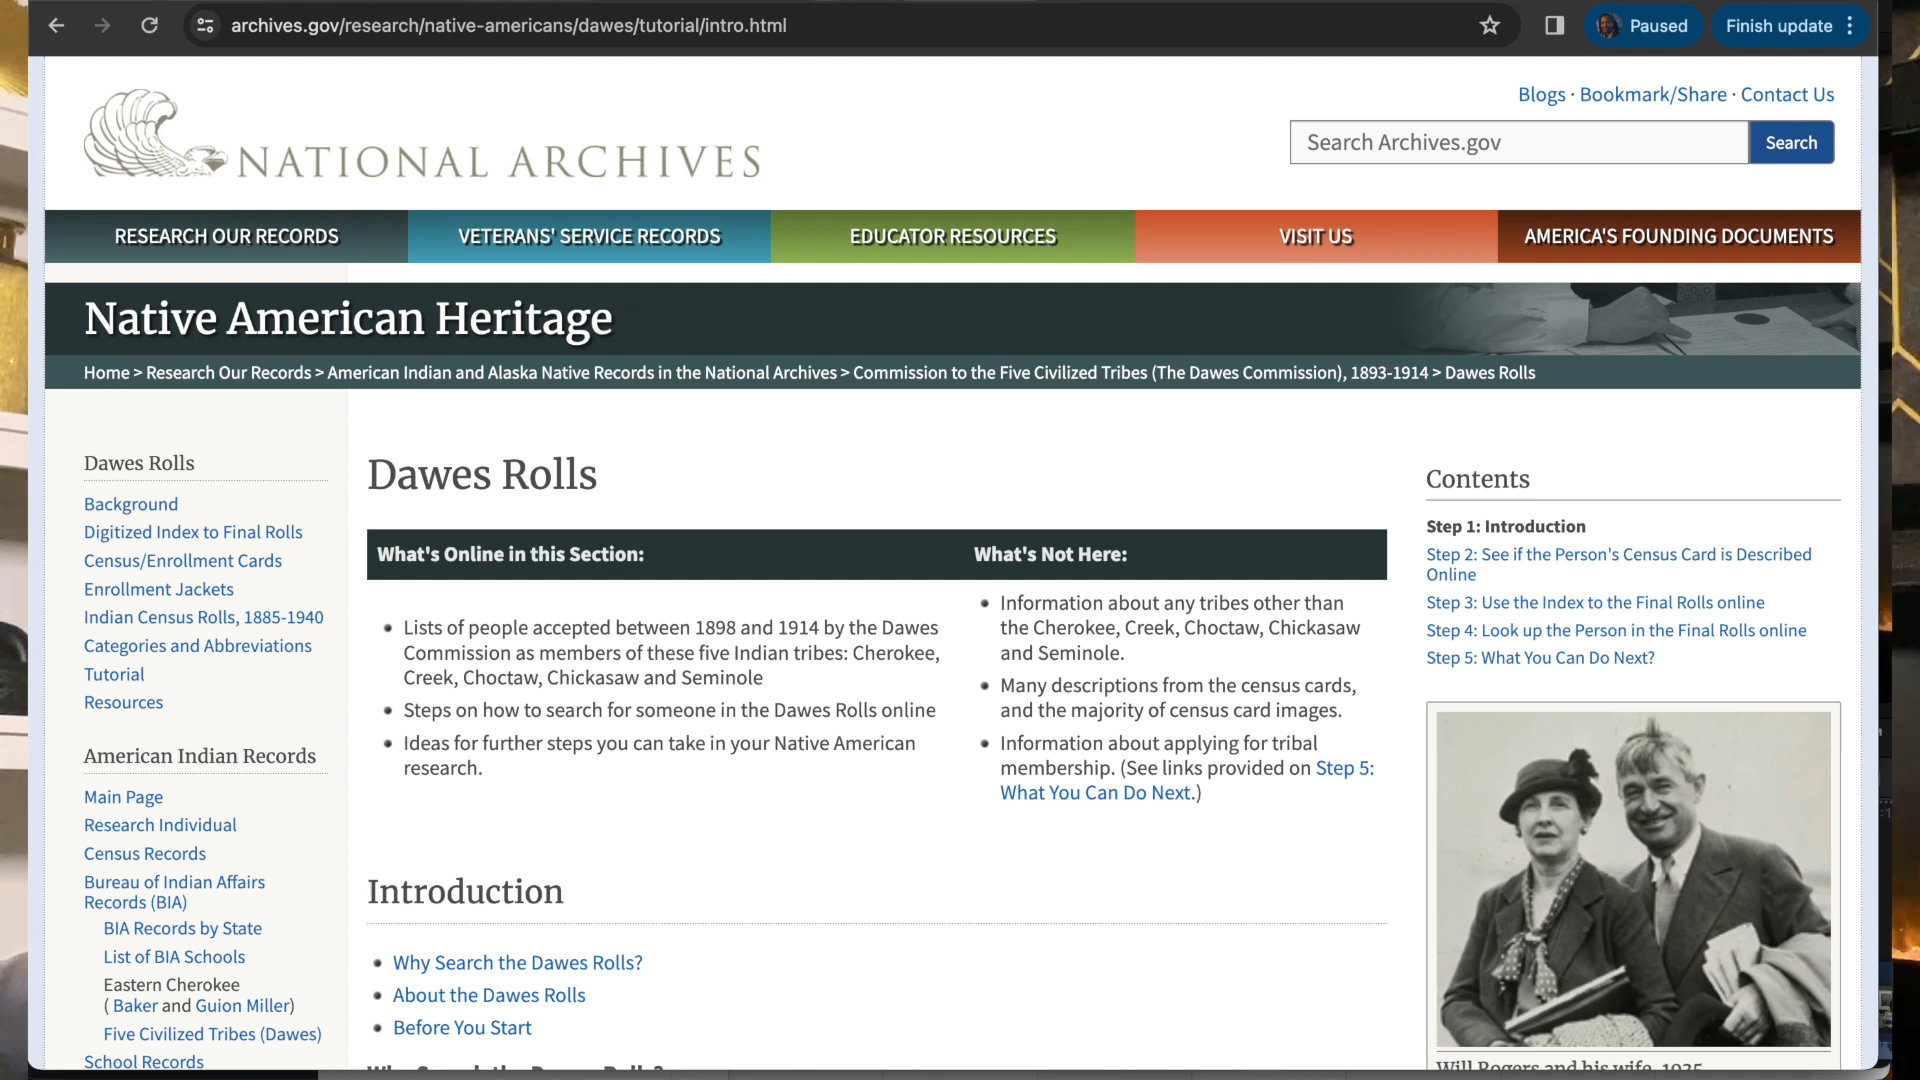 archives.gov/research/native-americans/dawes/tutorial/intro.html
Paused
Finish update
Blogs · Bookmark/Share · Contact Us
NATIONAL ARCHIVES
Search Archives.gov
Search
RESEARCH OUR RECORDS
VETERANS' SERVICE RECORDS
EDUCATOR RESOURCES
VISIT US
AMERICA'S FOUNDING DOCUMENTS
Native American Heritage
Home > Research Our Records > American Indian and Alaska Native Records in the National Archives > Commission to the Five Civilized Tribes (The Dawes Commission), 1893-1914 > Dawes Rolls
Dawes Rolls
Background
Digitized Index to Final Rolls
Census/Enrollment Cards
Enrollment Jackets
Indian Census Rolls, 1885-1940
Categories and Abbreviations
Tutorial
Resources
American Indian Records
Main Page
Research Individual
Census Records
Bureau of Indian Affairs
Records (BIA)
BIA Records by State
List of BIA Schools
Eastern Cherokee
( Baker and Guion Miller)
Five Civilized Tribes (Dawes)
School Records
Dawes Rolls
What's Online in this Section:
Lists of people accepted between 1898 and 1914 by the Dawes
Commission as members of these five Indian tribes: Cherokee,
Creek, Choctaw, Chickasaw and Seminole
Steps on how to search for someone in the Dawes Rolls online
Ideas for further steps you can take in your Native American
research.
What's Not Here:
Information about any tribes other than
the Cherokee, Creek, Choctaw, Chickasaw
and Seminole.
Many descriptions from the census cards,
and the majority of census card images.
Information about applying for tribal
membership. (See links provided on Step 5:
What You Can Do Next.)
Introduction
Why Search the Dawes Rolls?
About the Dawes Rolls
Before You Start
Why Search the Dawes Rolls?
Contents
Step 1: Introduction
Step 2: See if the Person's Census Card is Described
Online
Step 3: Use the Index to the Final Rolls online
Step 4: Look up the Person in the Final Rolls online
Step 5: What You Can Do Next?
Will Rogers and his wife, 1935